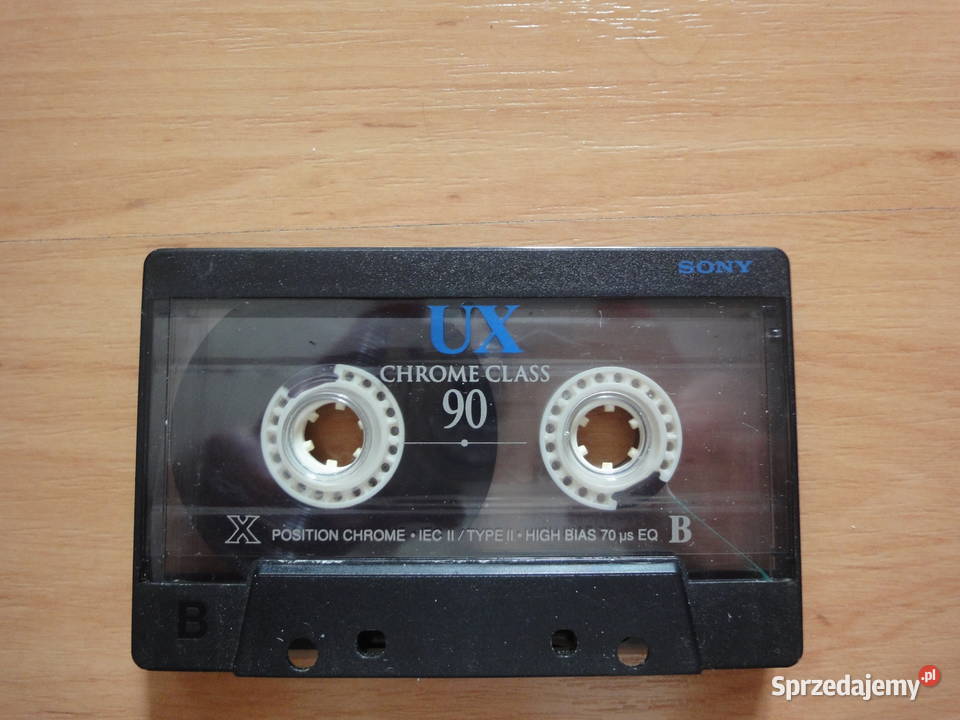 SONY
UX
CHROME CLASS
90
X POSITION CHROME • IEC II / TYPE II • HIGH BIAS 70 µs EQ B
B
Sprzedajemy.pl